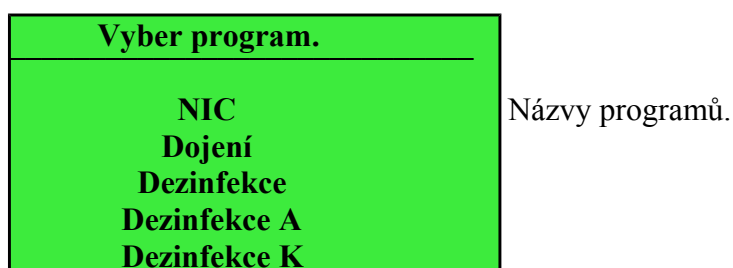 Vyber program.
NIC
Názvy programů.
Dojení
Dezinfekce
Dezinfekce A
Dezinfekce K